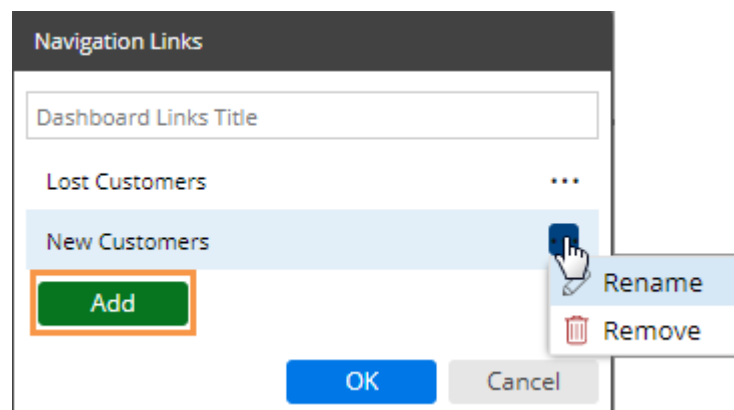 Navigation Links
Dashboard Links Title
Lost Customers
New Customers
Add
Rename
Remove
OK
Cancel